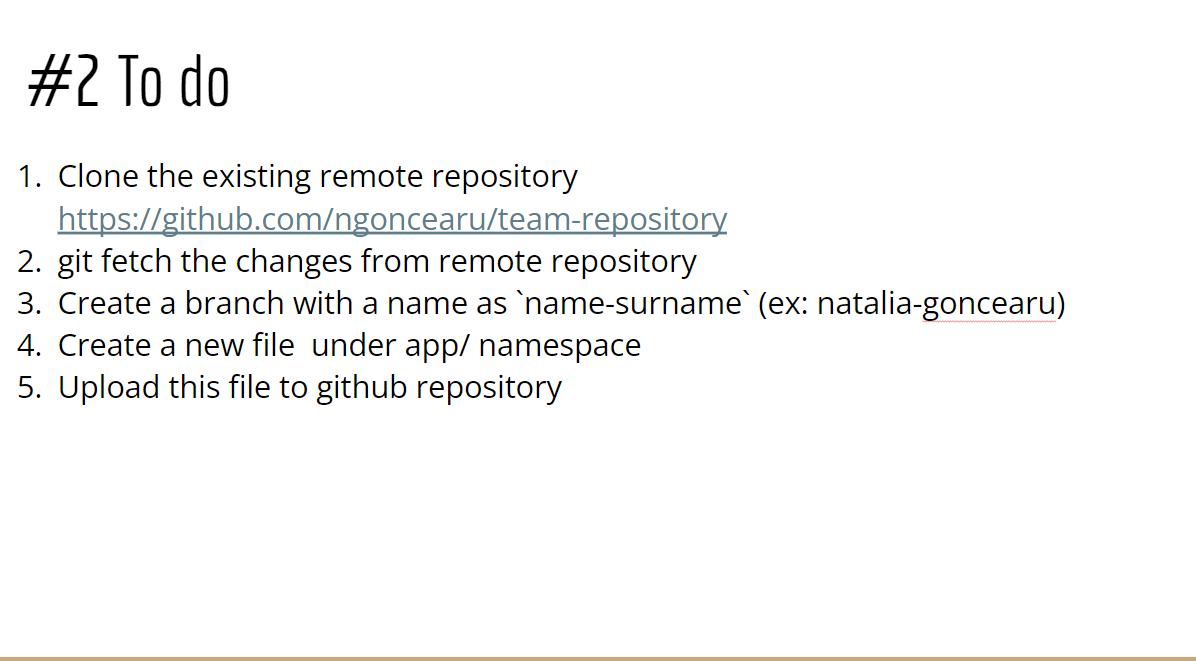 #2 To do
1. Clone the existing remote repository
https://github.com/ngoncearu/team-repository
2. git fetch the changes from remote repository
3. Create a branch with a name as `name-surname` (ex: natalia-goncearu)
4. Create a new file  under app/ namespace
5. Upload this file to github repository